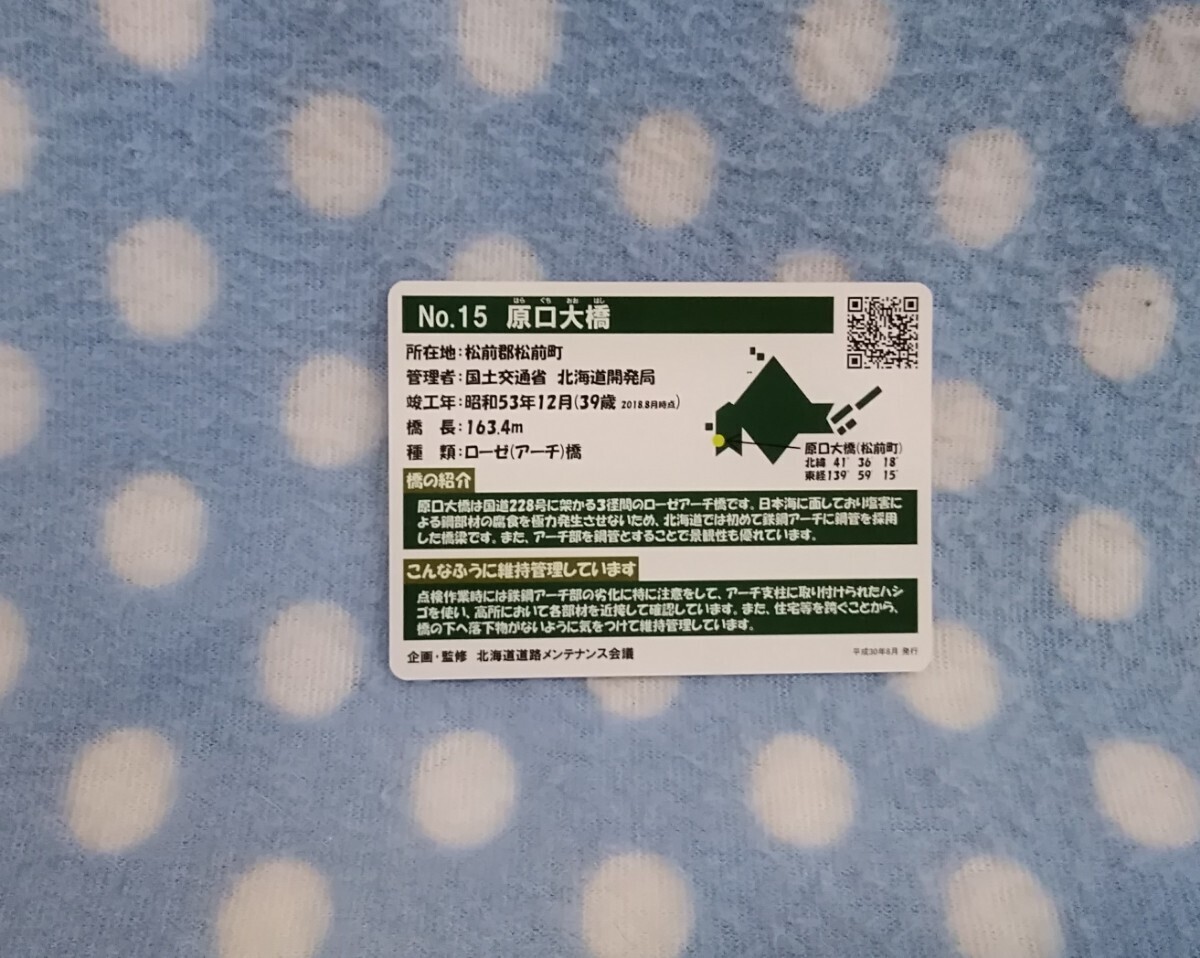 はら ぐち おお はし
No.15 原口大橋
所在地:松前郡松前町
管理者:国土交通省 北海道開発局
竣工年:昭和53年12月(39歳 2018.8月時点)
橋 長:163.4m
種 類:ローゼ(アーチ)橋
原口大橋(松前町)
北緯 41° 36′ 18″
東経139° 59′ 15″
橋の紹介
原口大橋は国道228号に架かる3径間のローゼアーチ橋です。日本海に面しており塩害に
よる鋼部材の腐食を極力発生させないため、北海道では初めて鉄鋼アーチに鋼管を採用
した橋梁です。また、アーチ部を鋼管とすることで景観性も優れています。
こんなふうに維持管理しています
点検作業時には鉄鋼アーチ部の劣化に特に注意をして、アーチ支柱に取り付けられたハシ
ゴを使い、高所において各部材を近接して確認しています。また、住宅等を跨ぐことから、
橋の下へ落下物がないように気をつけて維持管理しています。
企画・監修 北海道道路メンテナンス会議
平成30年8月 発行